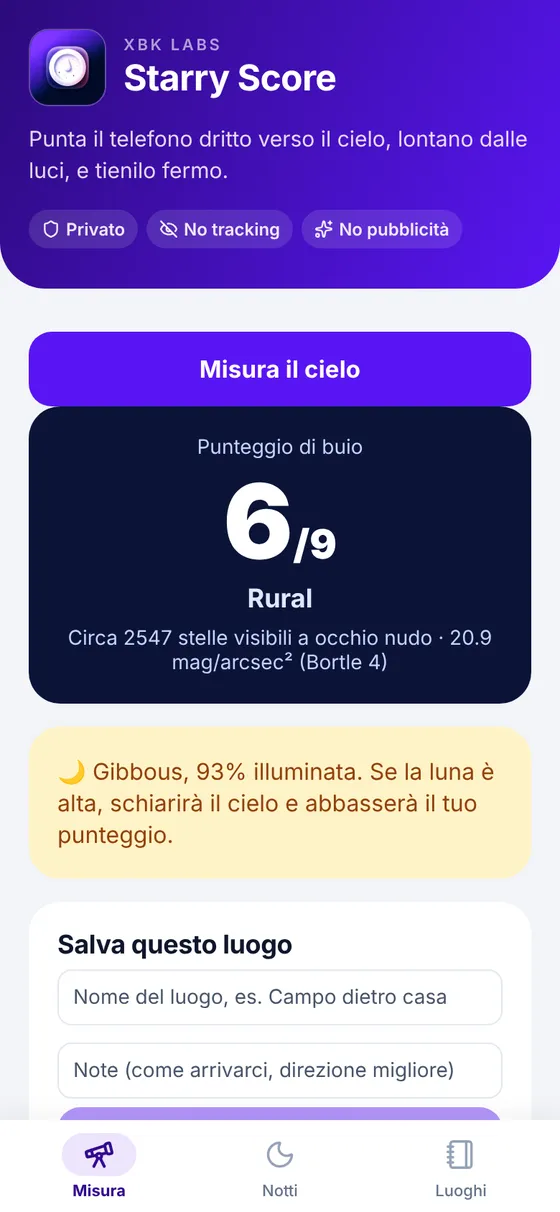 XBK LABS
Starry Score
Punta il telefono dritto verso il cielo, lontano dalle
luci, e tienilo fermo.
Privato
No tracking
No pubblicità
Misura il cielo
Punteggio di buio
6/9
Rural
Circa 2547 stelle visibili a occhio nudo · 20.9
mag/arcsec² (Bortle 4)
🌙 Gibbous, 93% illuminata. Se la luna è
alta, schiarirà il cielo e abbasserà il tuo
punteggio.
Salva questo luogo
Nome del luogo, es. Campo dietro casa
Note (come arrivarci, direzione migliore)
Misura
Notti
Luoghi